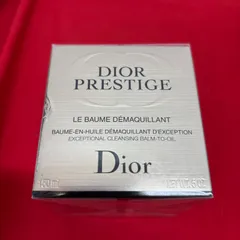 DIOR
PRESTIGE
LE BAUME DÉMAQUILLANT
BAUME-EN-HUILE DÉMAQUILLANT D'EXCEPTION
EXCEPTIONAL CLEANSING BALM-TO-OIL
Dior